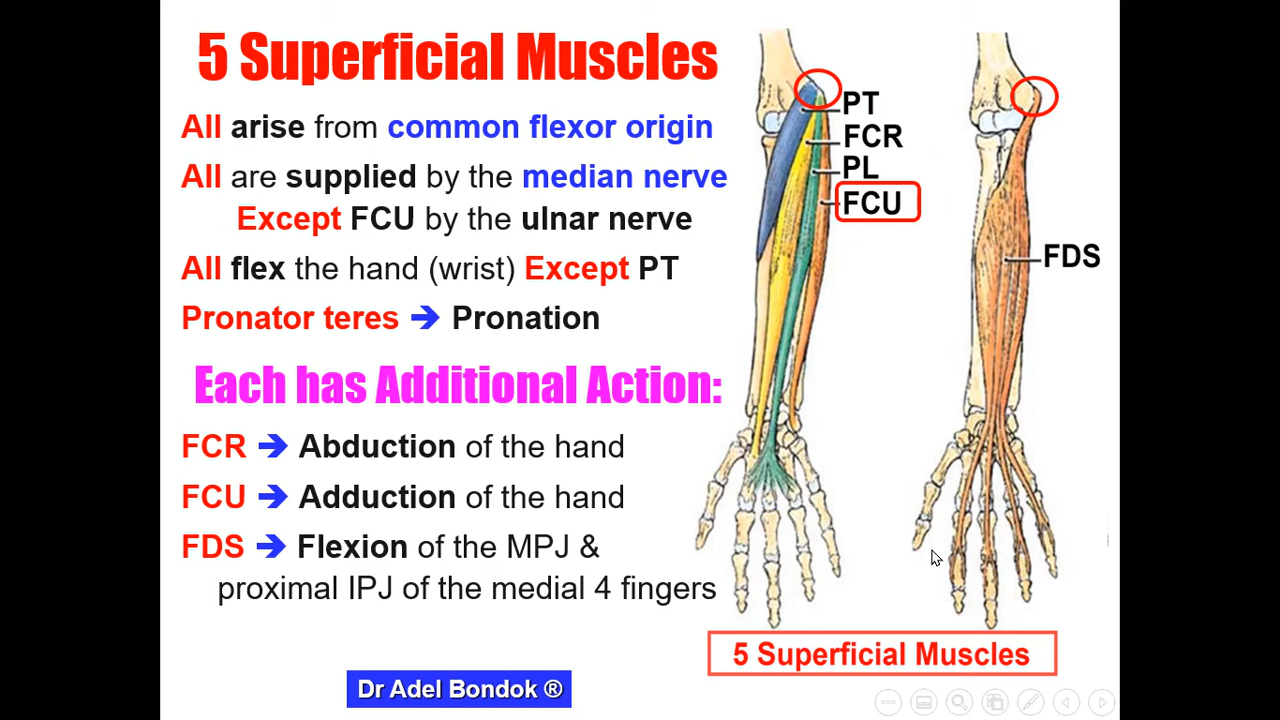 5 Superficial Muscles
All arise from common flexor origin
All are supplied by the median nerve
Except FCU by the ulnar nerve
All flex the hand (wrist) Except PT
Pronator teres ➔ Pronation
Each has Additional Action:
FCR ➔ Abduction of the hand
FCU ➔ Adduction of the hand
FDS ➔ Flexion of the MPJ &
proximal IPJ of the medial 4 fingers
Dr Adel Bondok ®
PT
FCR
PL
FCU
FDS
5 Superficial Muscles